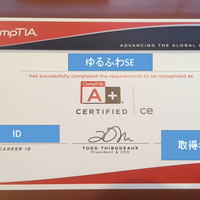 CompTIA.
ADVANCING THE GLOBAL
ゆるふわSE
has successfully completed the requirements to be recognized as
CompTIA
A+
CERTIFIED ce
ID
CAREER ID
TODD THIBODEAUX
President & CEO
取得